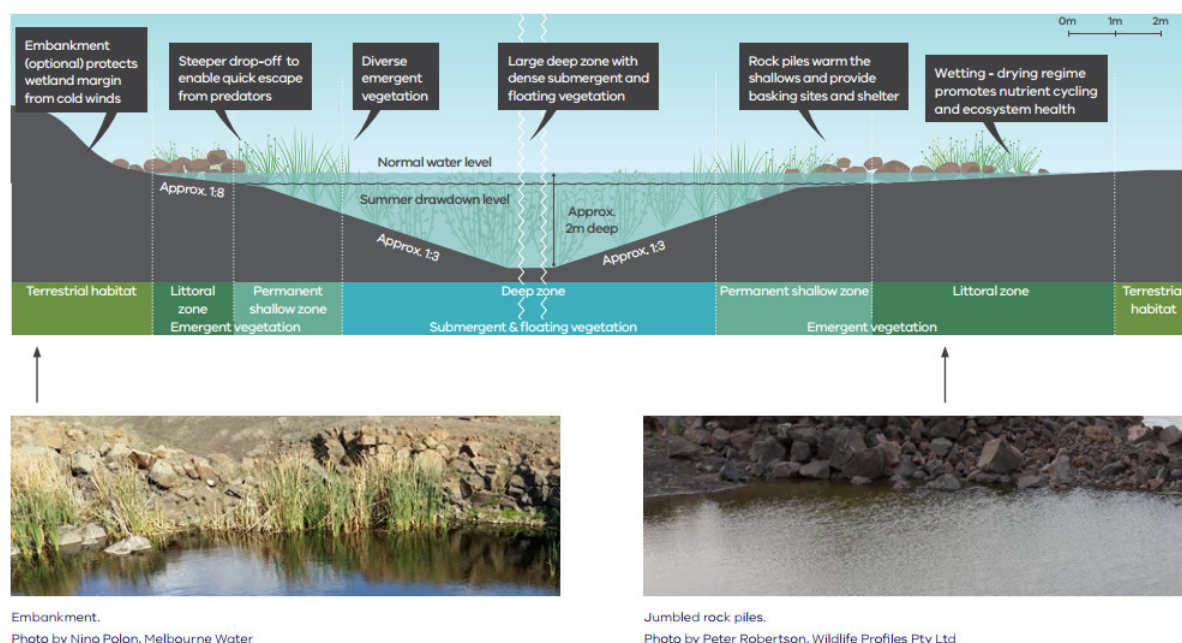 0m 1m 2m
Embankment
(optional) protects
wetland margin
from cold winds
Steeper drop-off to
enable quick escape
from predators
Diverse
emergent
vegetation
Large deep zone with
dense submergent and
floating vegetation
Rock piles warm the
shallows and provide
basking sites and shelter
Wetting - drying regime
promotes nutrient cycling
and ecosystem health
Normal water level
Summer drawdown level
Approx. 1:8
Approx. 1:3
Approx.
2m deep
Approx. 1:3
Terrestrial habitat
Littoral
zone
Permanent
shallow zone
Emergent vegetation
Deep zone
Submergent & floating vegetation
Permanent shallow zone
Littoral zone
Emergent vegetation
Terrestrial
habitat
Embankment.
Photo by Nino Polon, Melbourne Water
Jumbled rock piles.
Photo by Peter Robertson, Wildlife Profiles Pty Ltd